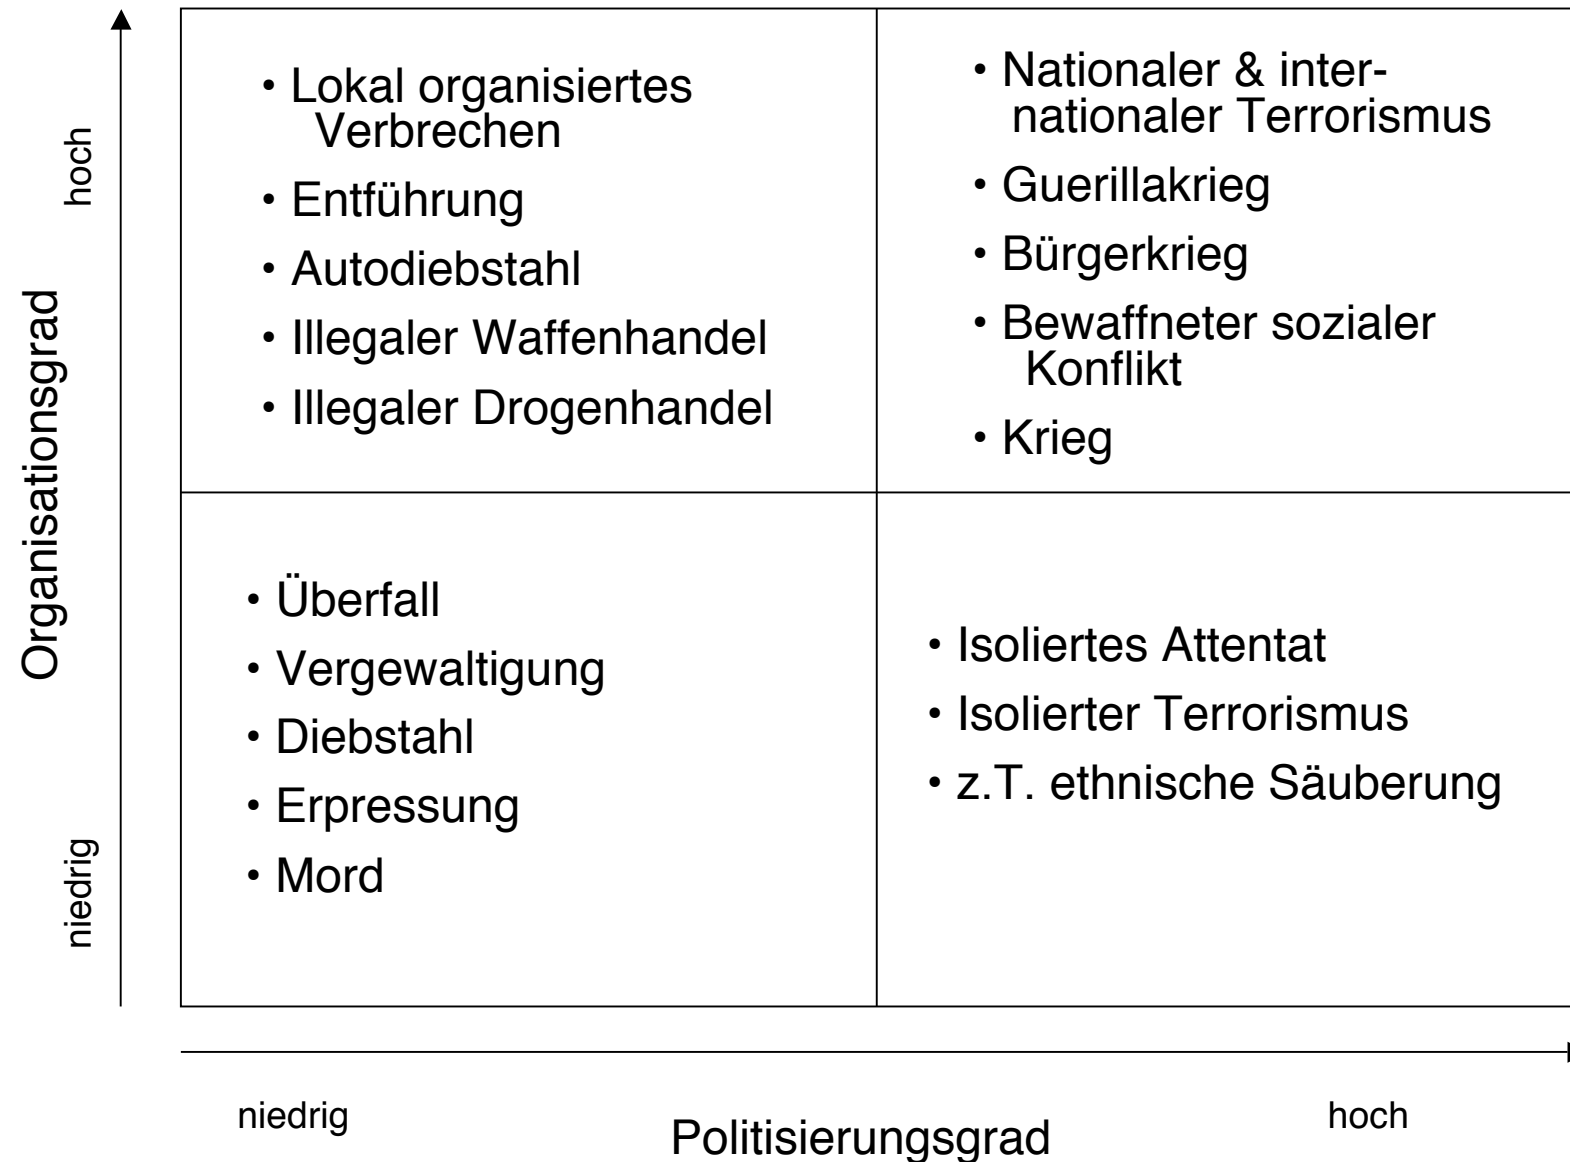 Organisationsgrad
hoch
niedrig
• Lokal organisiertes
Verbrechen
• Entführung
• Autodiebstahl
• Illegaler Waffenhandel
• Illegaler Drogenhandel
• Nationaler & inter-
nationaler Terrorismus
• Guerillakrieg
• Bürgerkrieg
• Bewaffneter sozialer
Konflikt
• Krieg
• Überfall
• Vergewaltigung
• Diebstahl
• Erpressung
• Mord
• Isoliertes Attentat
• Isolierter Terrorismus
• z.T. ethnische Säuberung
niedrig
hoch
Politisierungsgrad